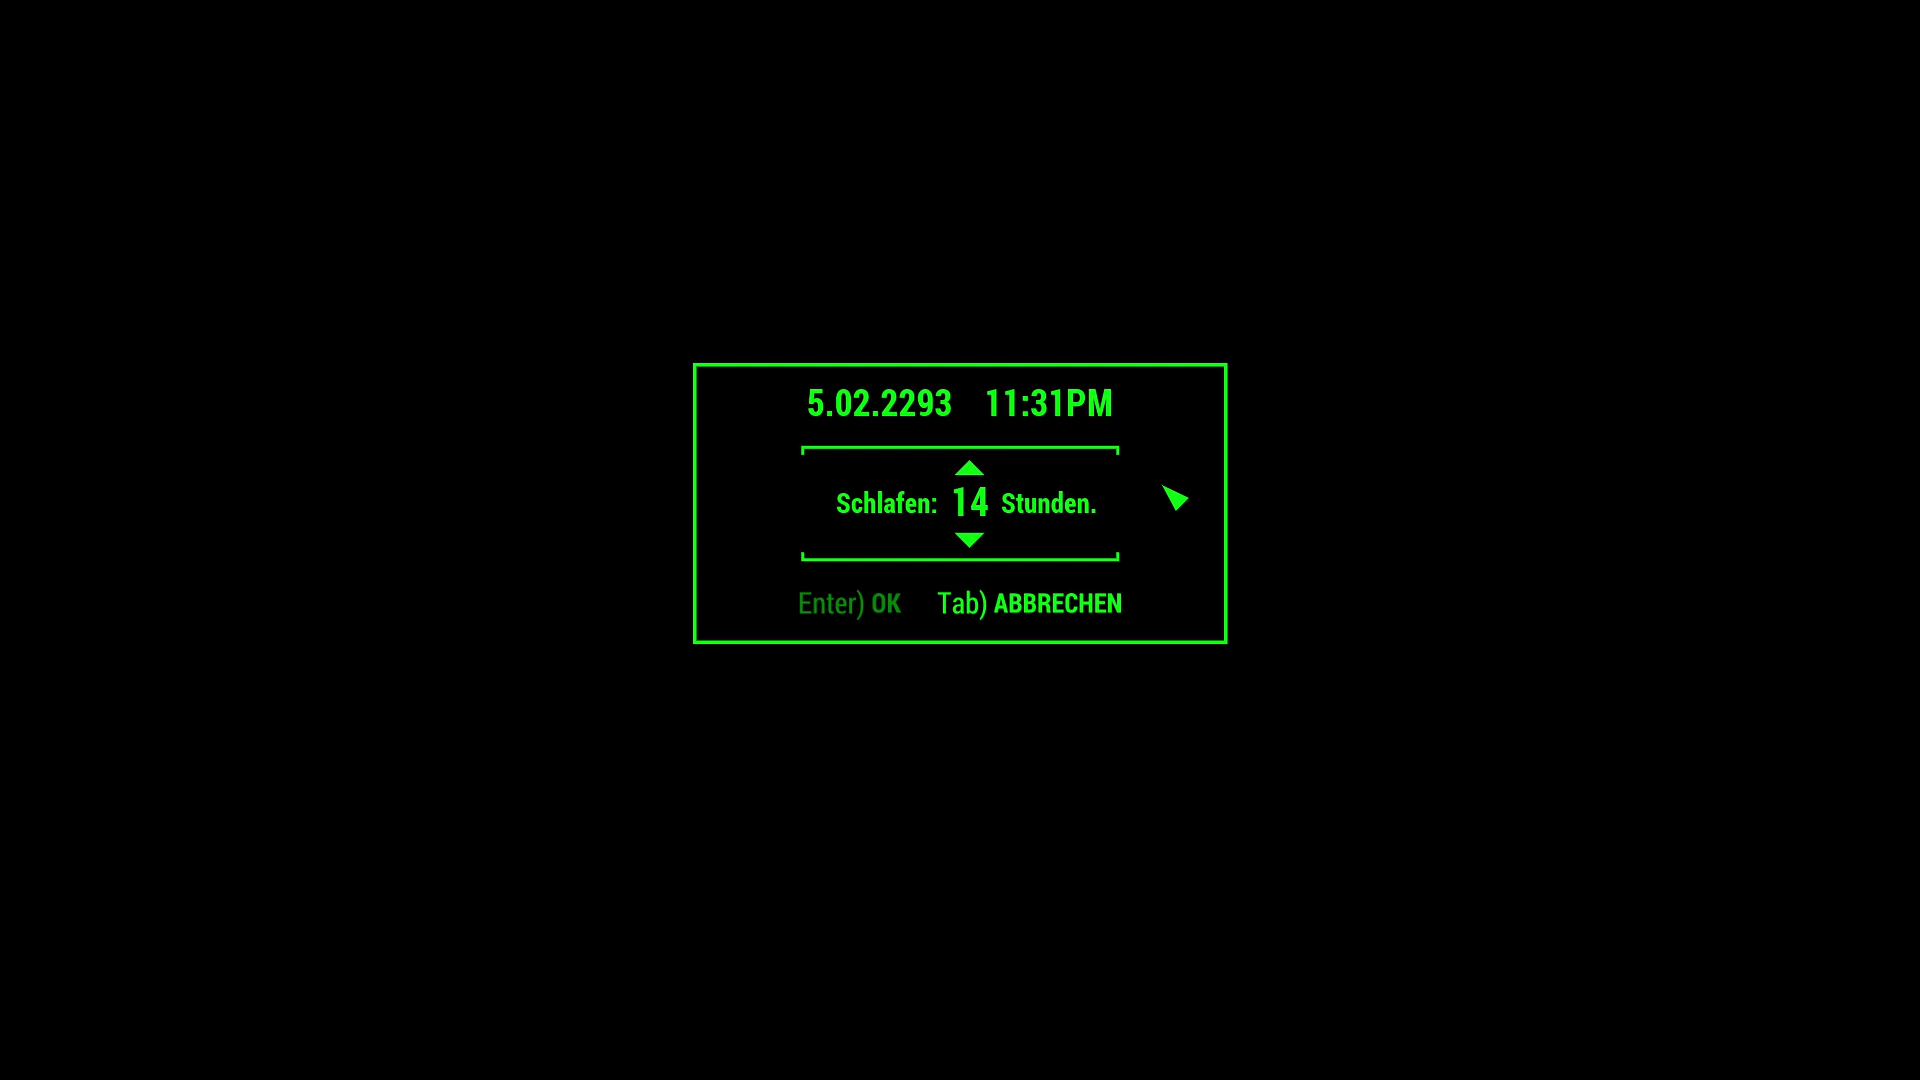 5.02.2293 11:31PM
Schlafen: 14 Stunden.
Enter) OK Tab) ABBRECHEN